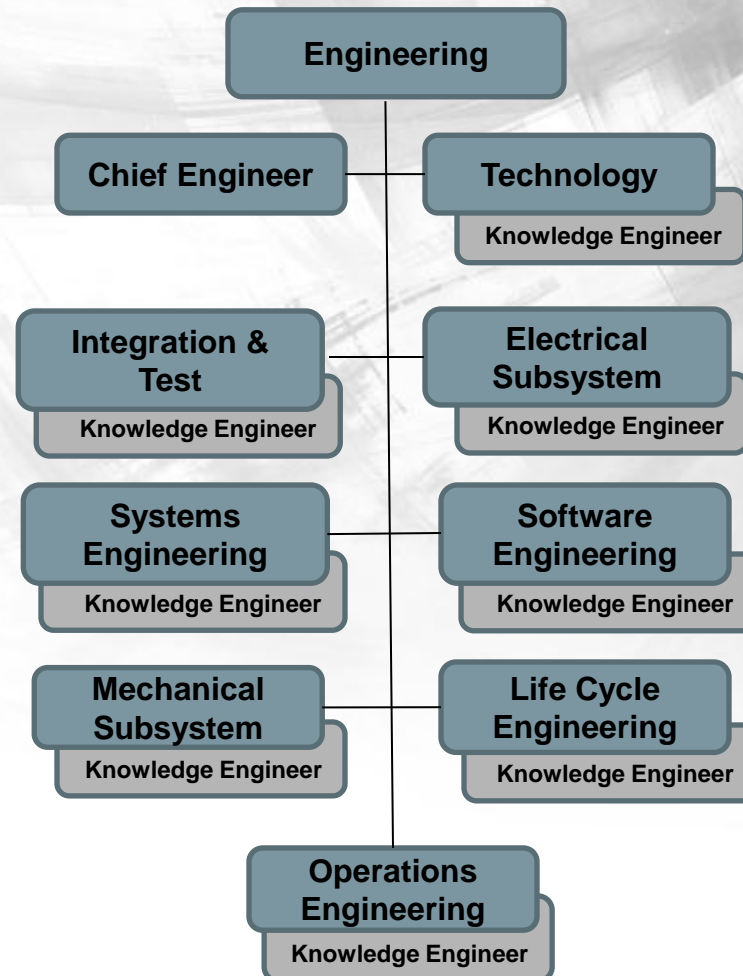 Engineering
Chief Engineer
Technology
Knowledge Engineer
Integration &
Test
Knowledge Engineer
Electrical
Subsystem
Knowledge Engineer
Systems
Engineering
Knowledge Engineer
Software
Engineering
Knowledge Engineer
Mechanical
Subsystem
Knowledge Engineer
Life Cycle
Engineering
Knowledge Engineer
Operations
Engineering
Knowledge Engineer